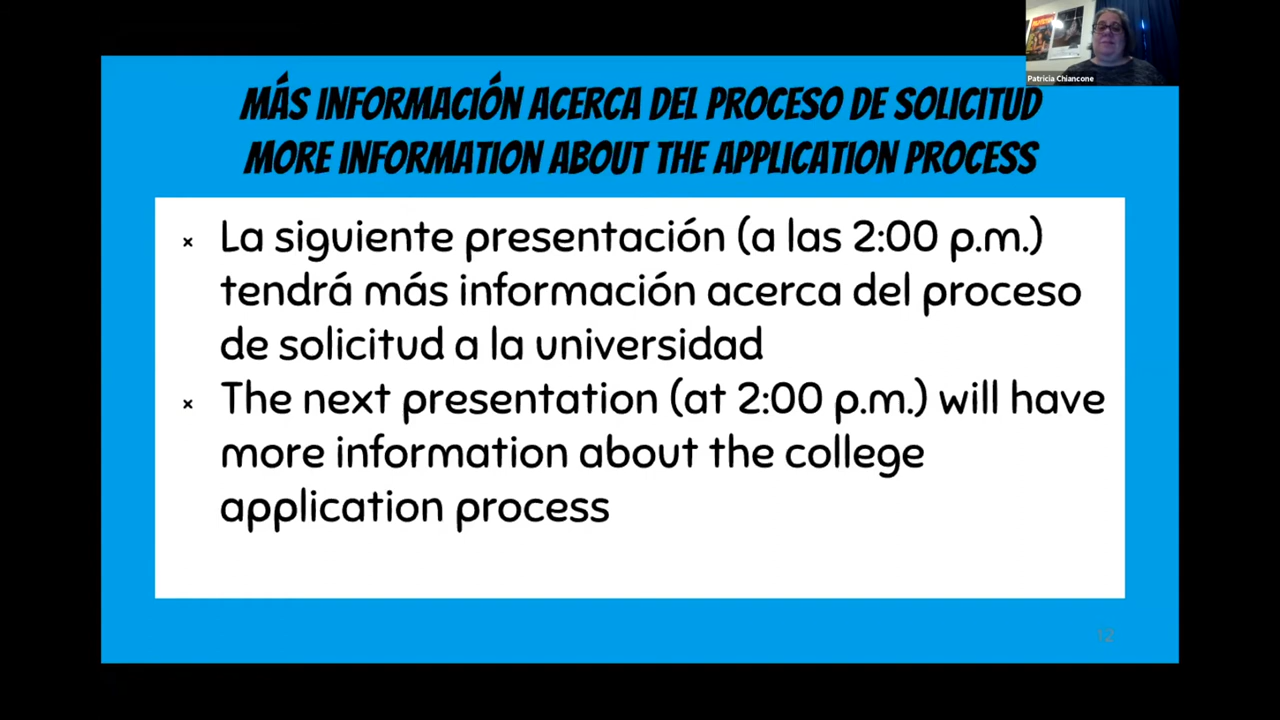 Patricia Chiancone
MÁS INFORMACIÓN ACERCA DEL PROCESO DE SOLICITUD
MORE INFORMATION ABOUT THE APPLICATION PROCESS
× La siguiente presentación (a las 2:00 p.m.)
tendrá más información acerca del proceso
de solicitud a la universidad
× The next presentation (at 2:00 p.m.) will have
more information about the college
application process
12